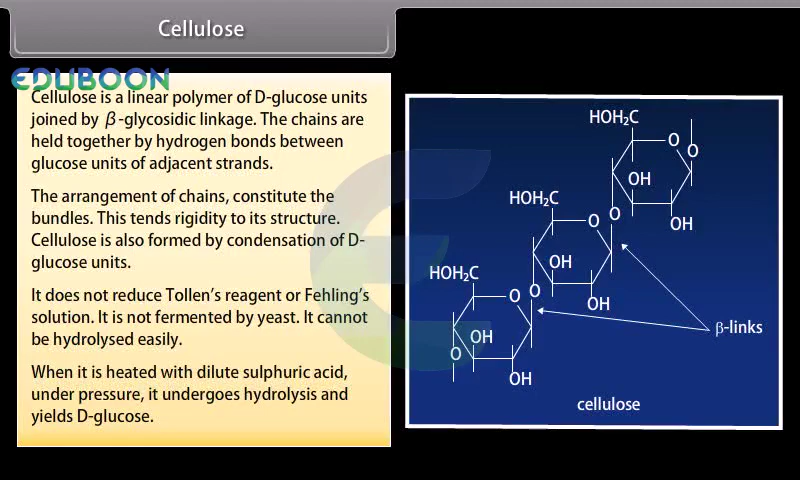 Cellulose
EDUBOON
Cellulose is a linear polymer of D-glucose units
joined by β-glycosidic linkage. The chains are
held together by hydrogen bonds between
glucose units of adjacent strands.
The arrangement of chains, constitute the
bundles. This tends rigidity to its structure.
Cellulose is also formed by condensation of D-
glucose units.
It does not reduce Tollen's reagent or Fehling's
solution. It is not fermented by yeast. It cannot
be hydrolysed easily.
When it is heated with dilute sulphuric acid,
under pressure, it undergoes hydrolysis and
yields D-glucose.
HOH₂C
O
O
OH
OH
HOH₂C
O
O
OH
OH
HOH₂C
O
O
OH
O
OH
β-links
cellulose